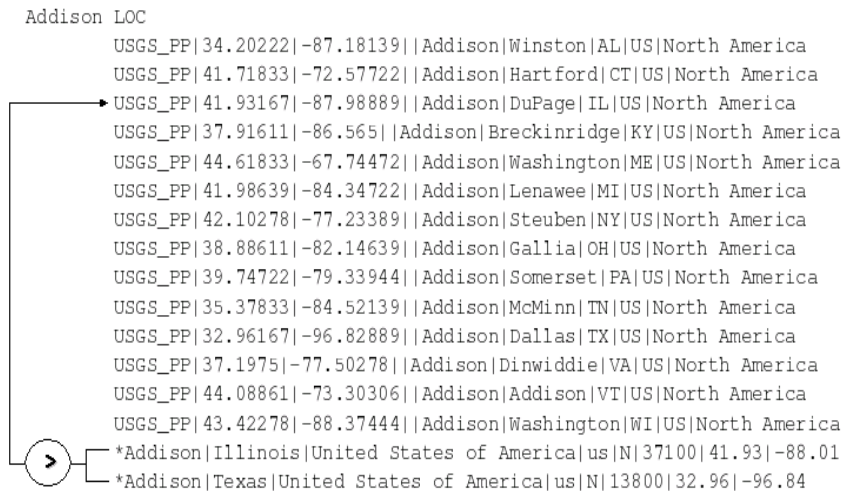 Addison LOC
USGS_PP|34.20222|-87.18139||Addison|Winston|AL|US|North America
USGS_PP|41.71833|-72.57722||Addison|Hartford|CT|US|North America
USGS_PP|41.93167|-87.98889||Addison|DuPage|IL|US|North America
USGS_PP|37.91611|-86.565||Addison|Breckinridge|KY|US|North America
USGS_PP|44.61833|-67.74472||Addison|Washington|ME|US|North America
USGS_PP|41.98639|-84.34722||Addison|Lenawee|MI|US|North America
USGS_PP|42.10278|-77.23389||Addison|Steuben|NY|US|North America
USGS_PP|38.88611|-82.14639||Addison|Gallia|OH|US|North America
USGS_PP|39.74722|-79.33944||Addison|Somerset|PA|US|North America
USGS_PP|35.37833|-84.52139||Addison|McMinn|TN|US|North America
USGS_PP|32.96167|-96.82889||Addison|Dallas|TX|US|North America
USGS_PP|37.1975|-77.50278||Addison|Dinwiddie|VA|US|North America
USGS_PP|44.08861|-73.30306||Addison|Addison|VT|US|North America
USGS_PP|43.42278|-88.37444||Addison|Washington|WI|US|North America
*Addison|Illinois|United States of America|us|N|37100|41.93|-88.01
>
*Addison|Texas|United States of America|us|N|13800|32.96|-96.84